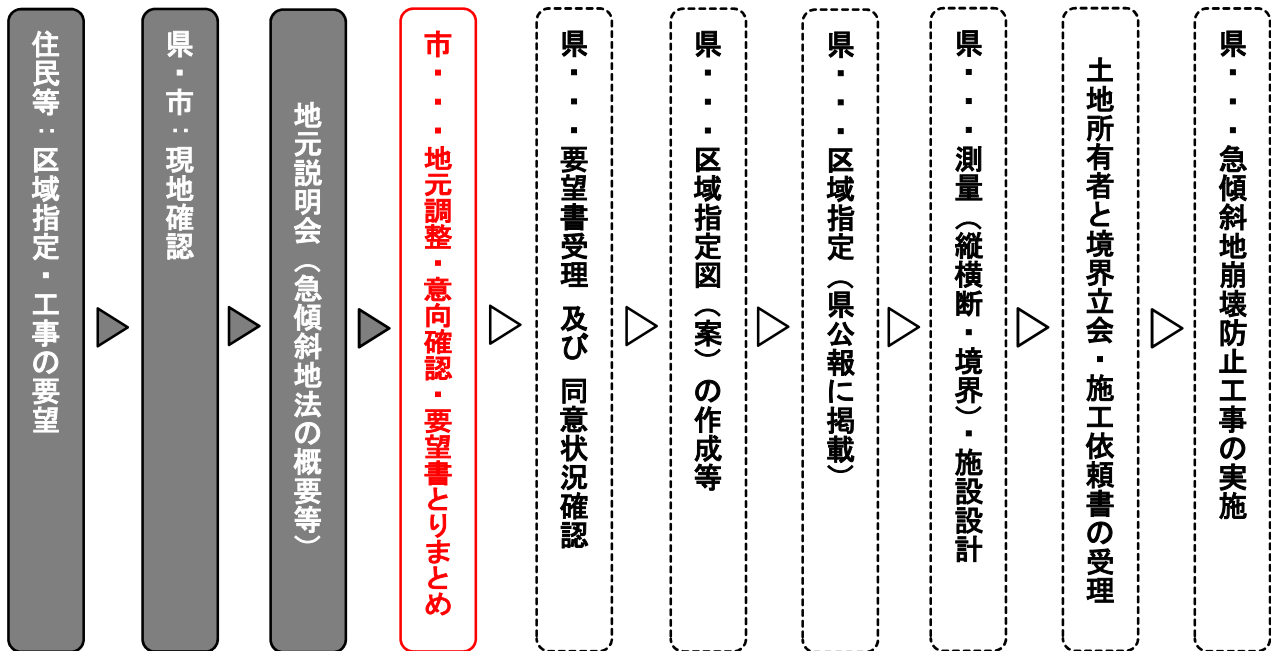 住民等：区域指定・工事の要望
県・市：現地確認
地元説明会（急傾斜地法の概要等）
市・・・地元調整・意向確認・要望書とりまとめ
県・・・要望書受理 及び 同意状況確認
県・・・区域指定図（案）の作成等
県・・・区域指定（県公報に掲載）
県・・・測量（縦横断・境界）・施設設計
土地所有者と境界立会・施工依頼書の受理
県・・・急傾斜地崩壊防止工事の実施